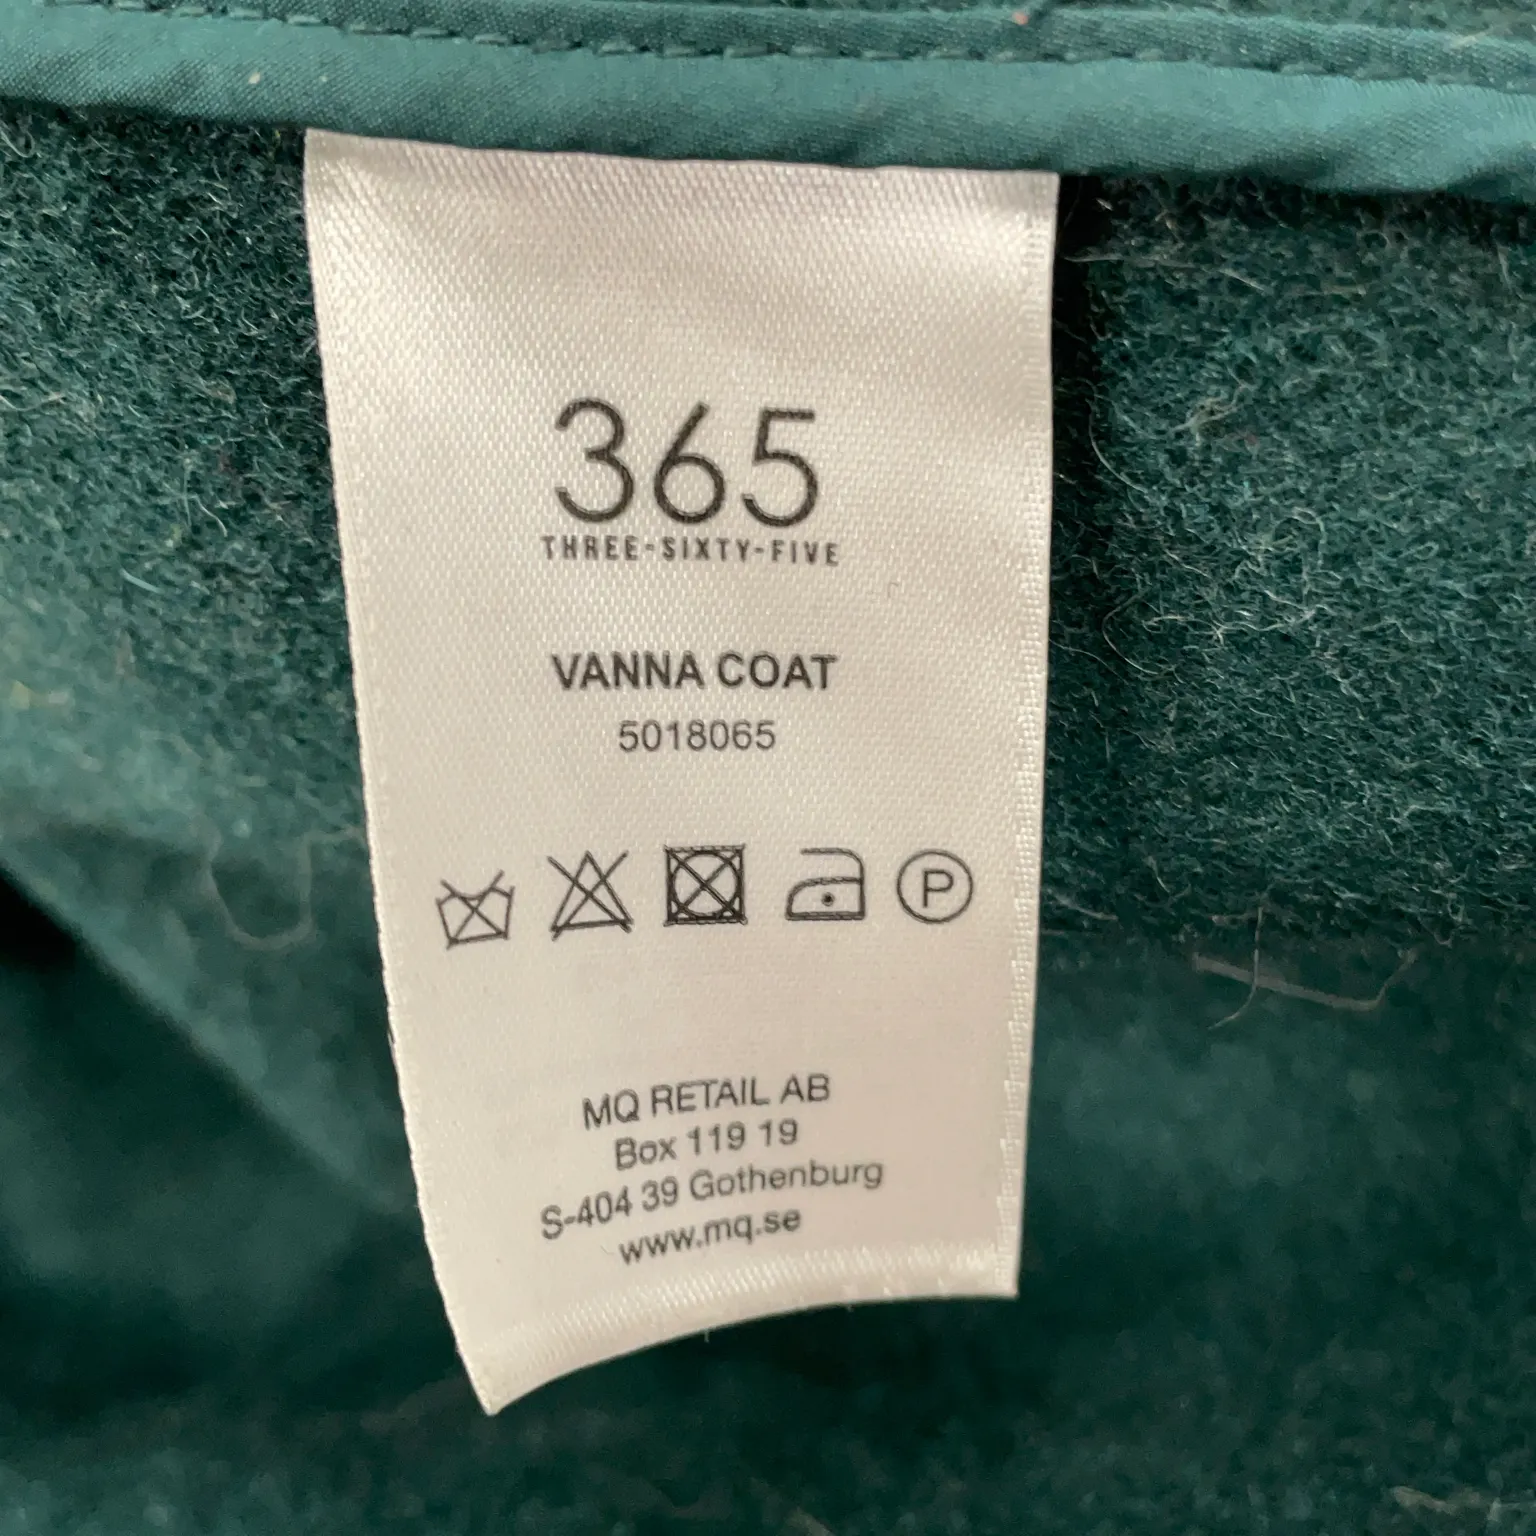 365
THREE-SIXTY-FIVE
VANNA COAT
5018065
P
MQ RETAIL AB
Box 119 19
S-404 39 Gothenburg
www.mq.se